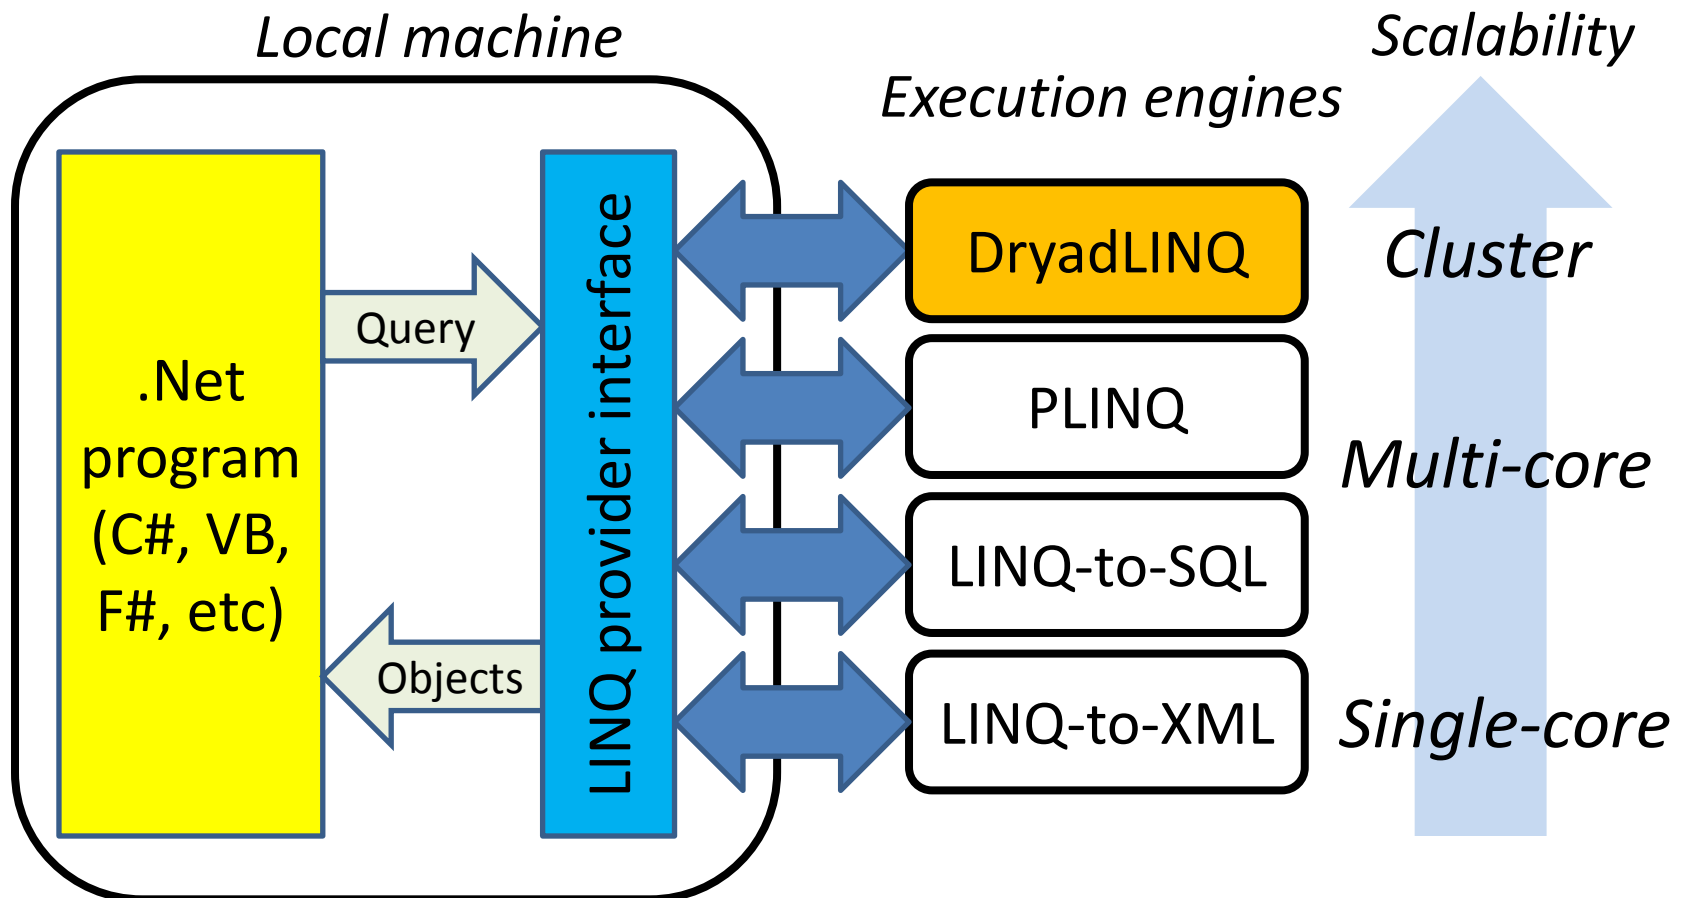 Local machine
Scalability
Execution engines
.Net
program
(C#, VB,
F#, etc)
Query
Objects
LINQ provider interface
DryadLINQ
PLINQ
LINQ-to-SQL
LINQ-to-XML
Cluster
Multi-core
Single-core